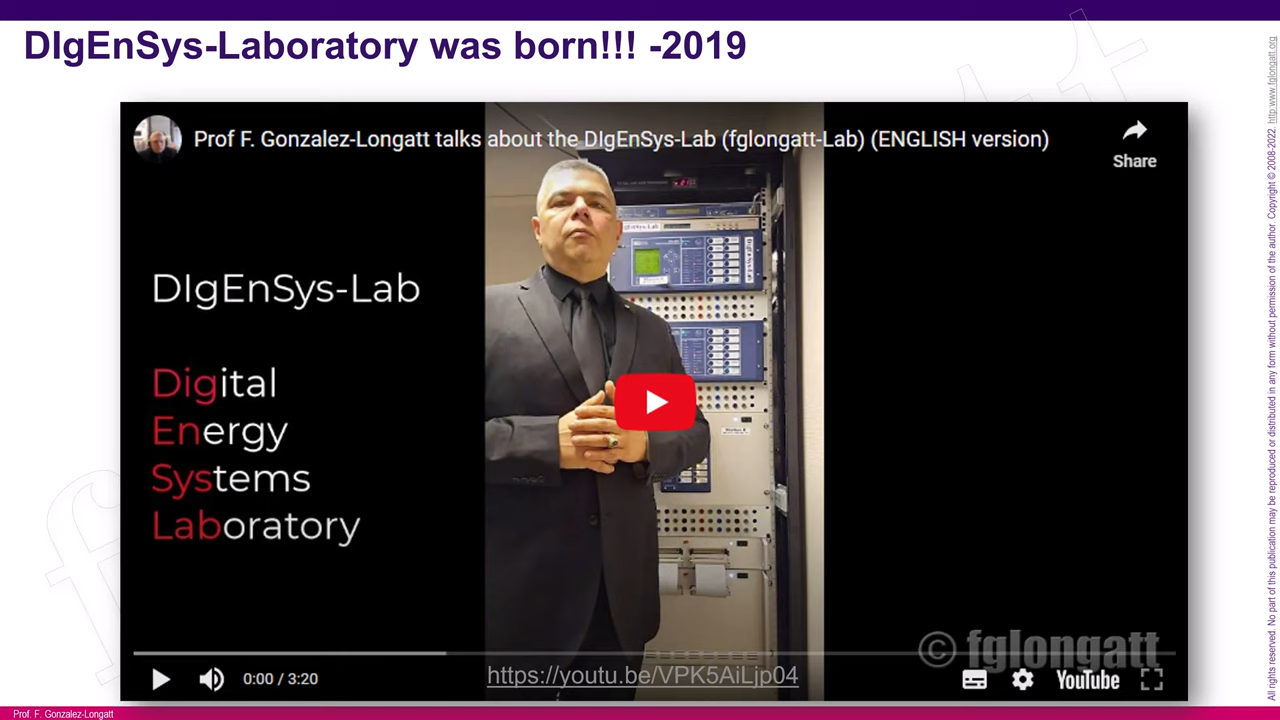 DIgEnSys-Laboratory was born!!! -2019
Prof F. Gonzalez-Longatt talks about the DIgEnSys-Lab (fglongatt-Lab) (ENGLISH version)
Share
DIgEnSys-Lab
Digital
Energy
Systems
Laboratory
© fglongatt
0:00 / 3:20
https://youtu.be/VPK5AiLjp04
YouTube
Prof. F. Gonzalez-Longatt
All rights reserved. No part of this publication may be reproduced or distributed in any form without permission of the author. Copyright © 2008-2022. http:www.fglongatt.org